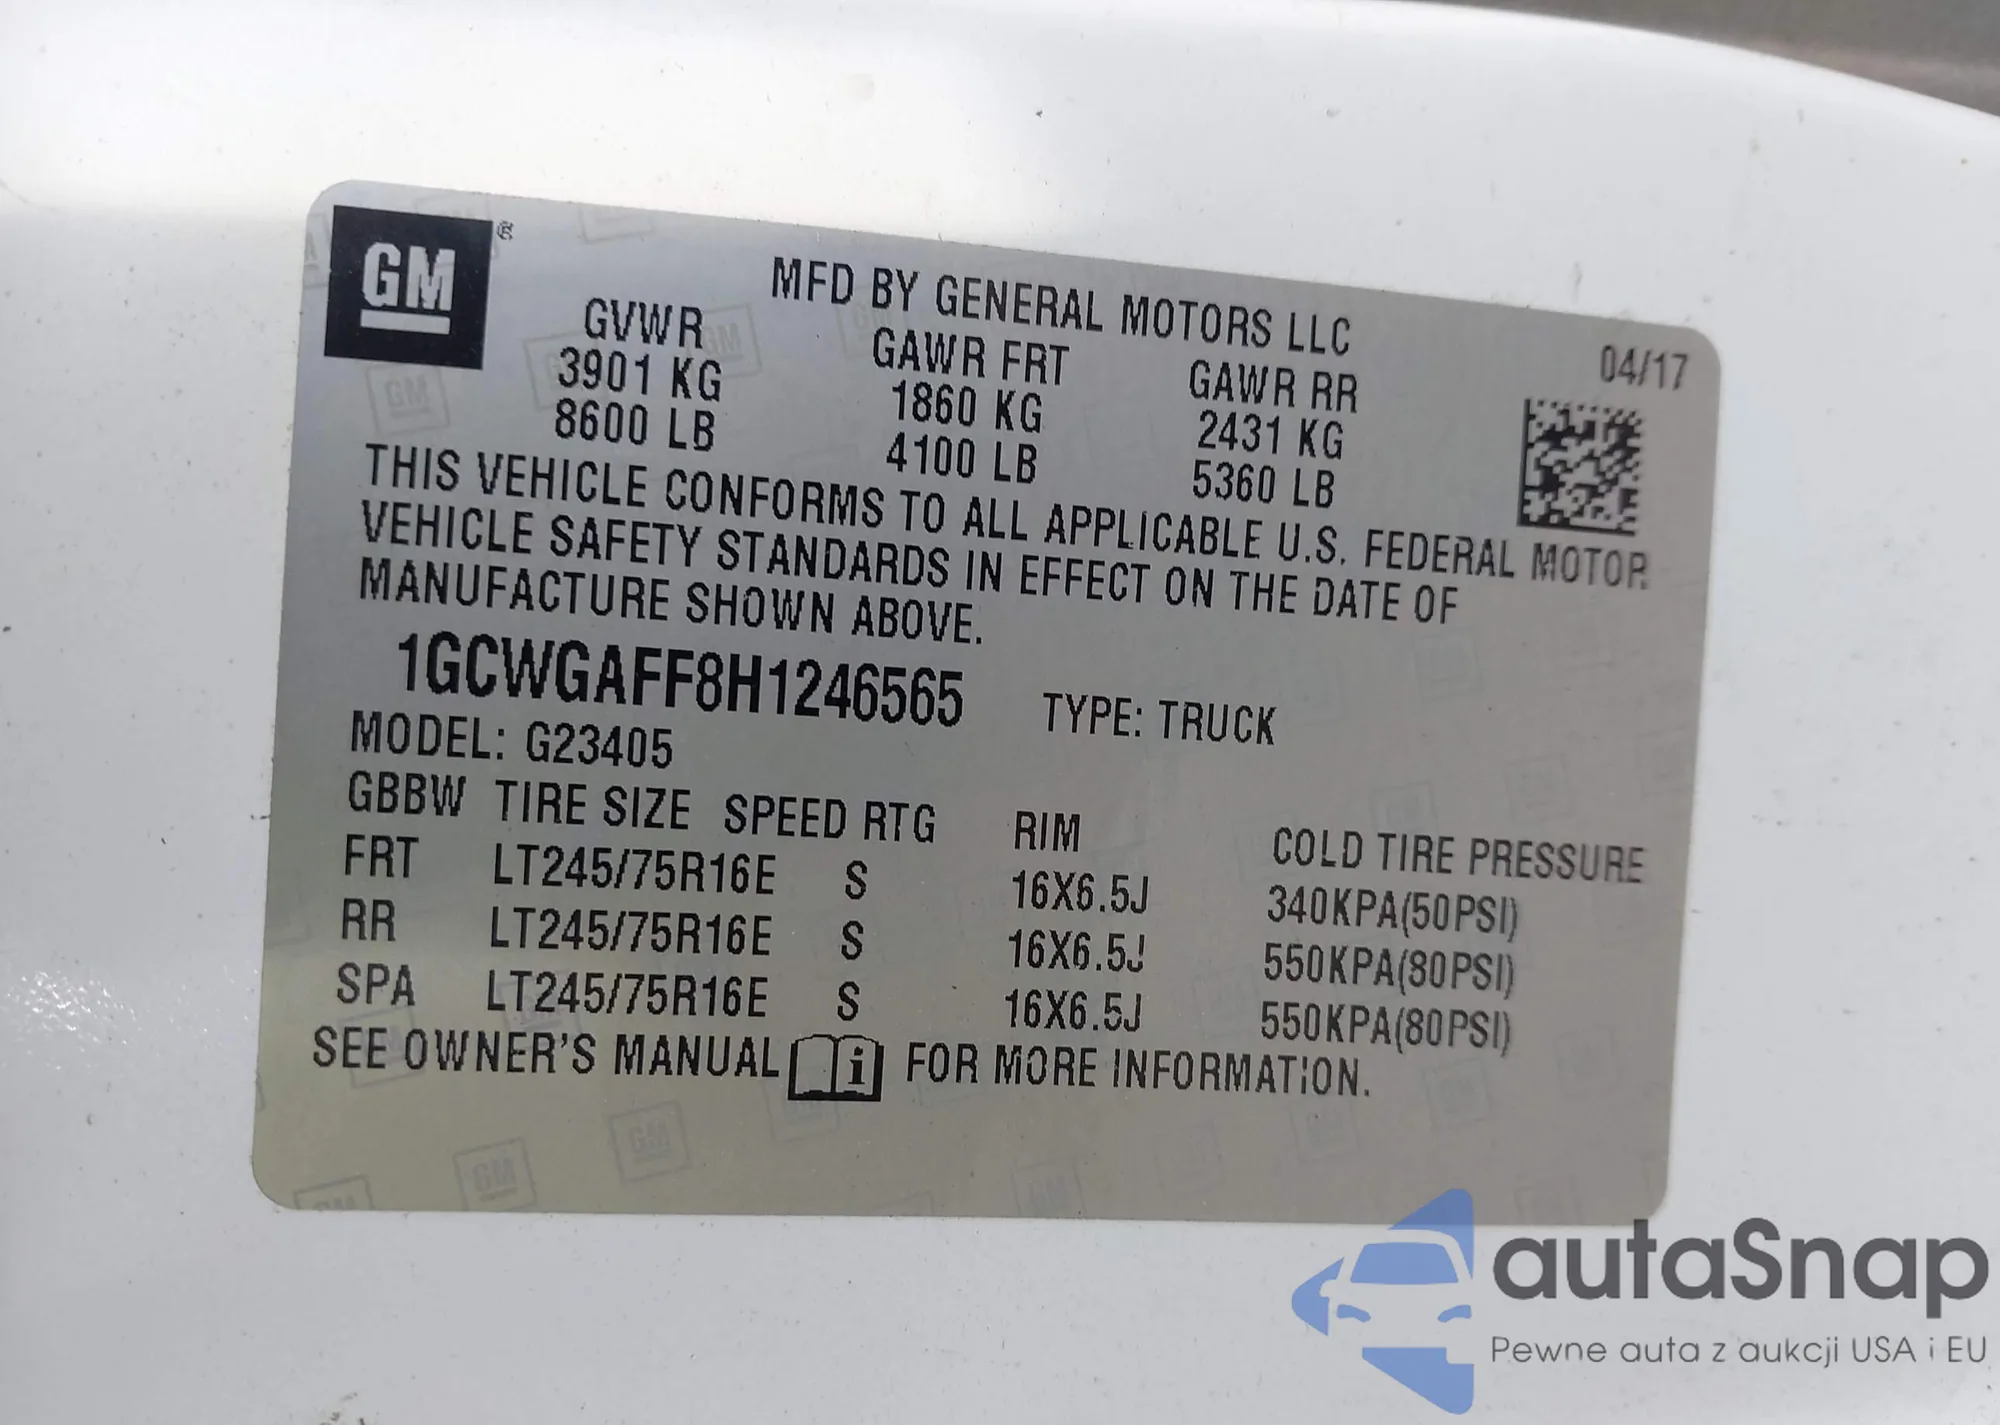 GM
MFD BY GENERAL MOTORS LLC
04/17
GVWR GAWR FRT GAWR RR
3901 KG 1860 KG 2431 KG
8600 LB 4100 LB 5360 LB
THIS VEHICLE CONFORMS TO ALL APPLICABLE U.S. FEDERAL MOTOR
VEHICLE SAFETY STANDARDS IN EFFECT ON THE DATE OF
MANUFACTURE SHOWN ABOVE.
1GCWGAFF8H1246565 TYPE: TRUCK
MODEL: G23405
GBBW TIRE SIZE SPEED RTG RIM COLD TIRE PRESSURE
FRT LT245/75R16E S 16X6.5J 340KPA(50PSI)
RR LT245/75R16E S 16X6.5J 550KPA(80PSI)
SPA LT245/75R16E S 16X6.5J 550KPA(80PSI)
SEE OWNER'S MANUAL i FOR MORE INFORMATION.
autaSnap
Pewne auta z aukcji USA i EU